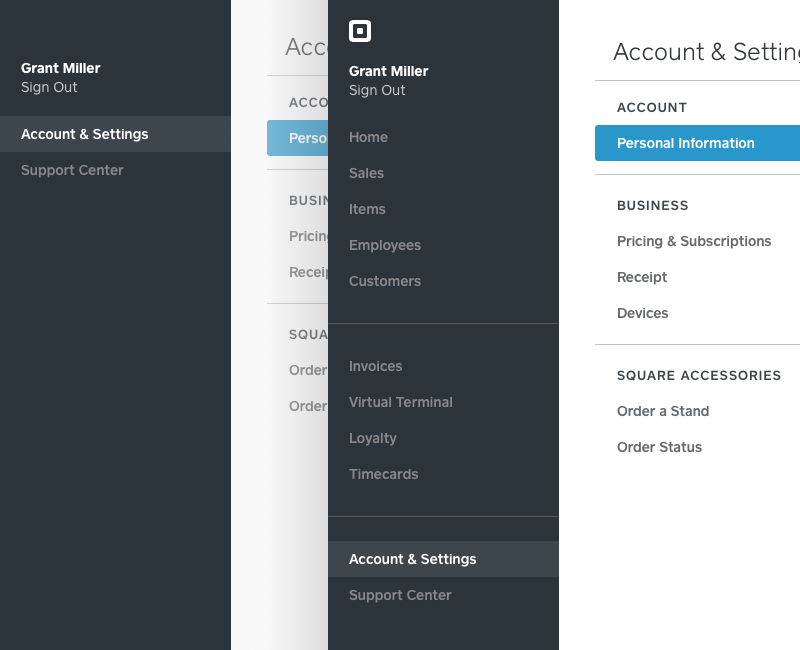 Grant Miller
Sign Out
Account & Settings
Support Center
Acc
ACCO
Perso
BUSIN
Pricing
Receip
SQUA
Order
Order
Grant Miller
Sign Out
Home
Sales
Items
Employees
Customers
Invoices
Virtual Terminal
Loyalty
Timecards
Account & Settings
Support Center
Account & Setting
ACCOUNT
Personal Information
BUSINESS
Pricing & Subscriptions
Receipt
Devices
SQUARE ACCESSORIES
Order a Stand
Order Status